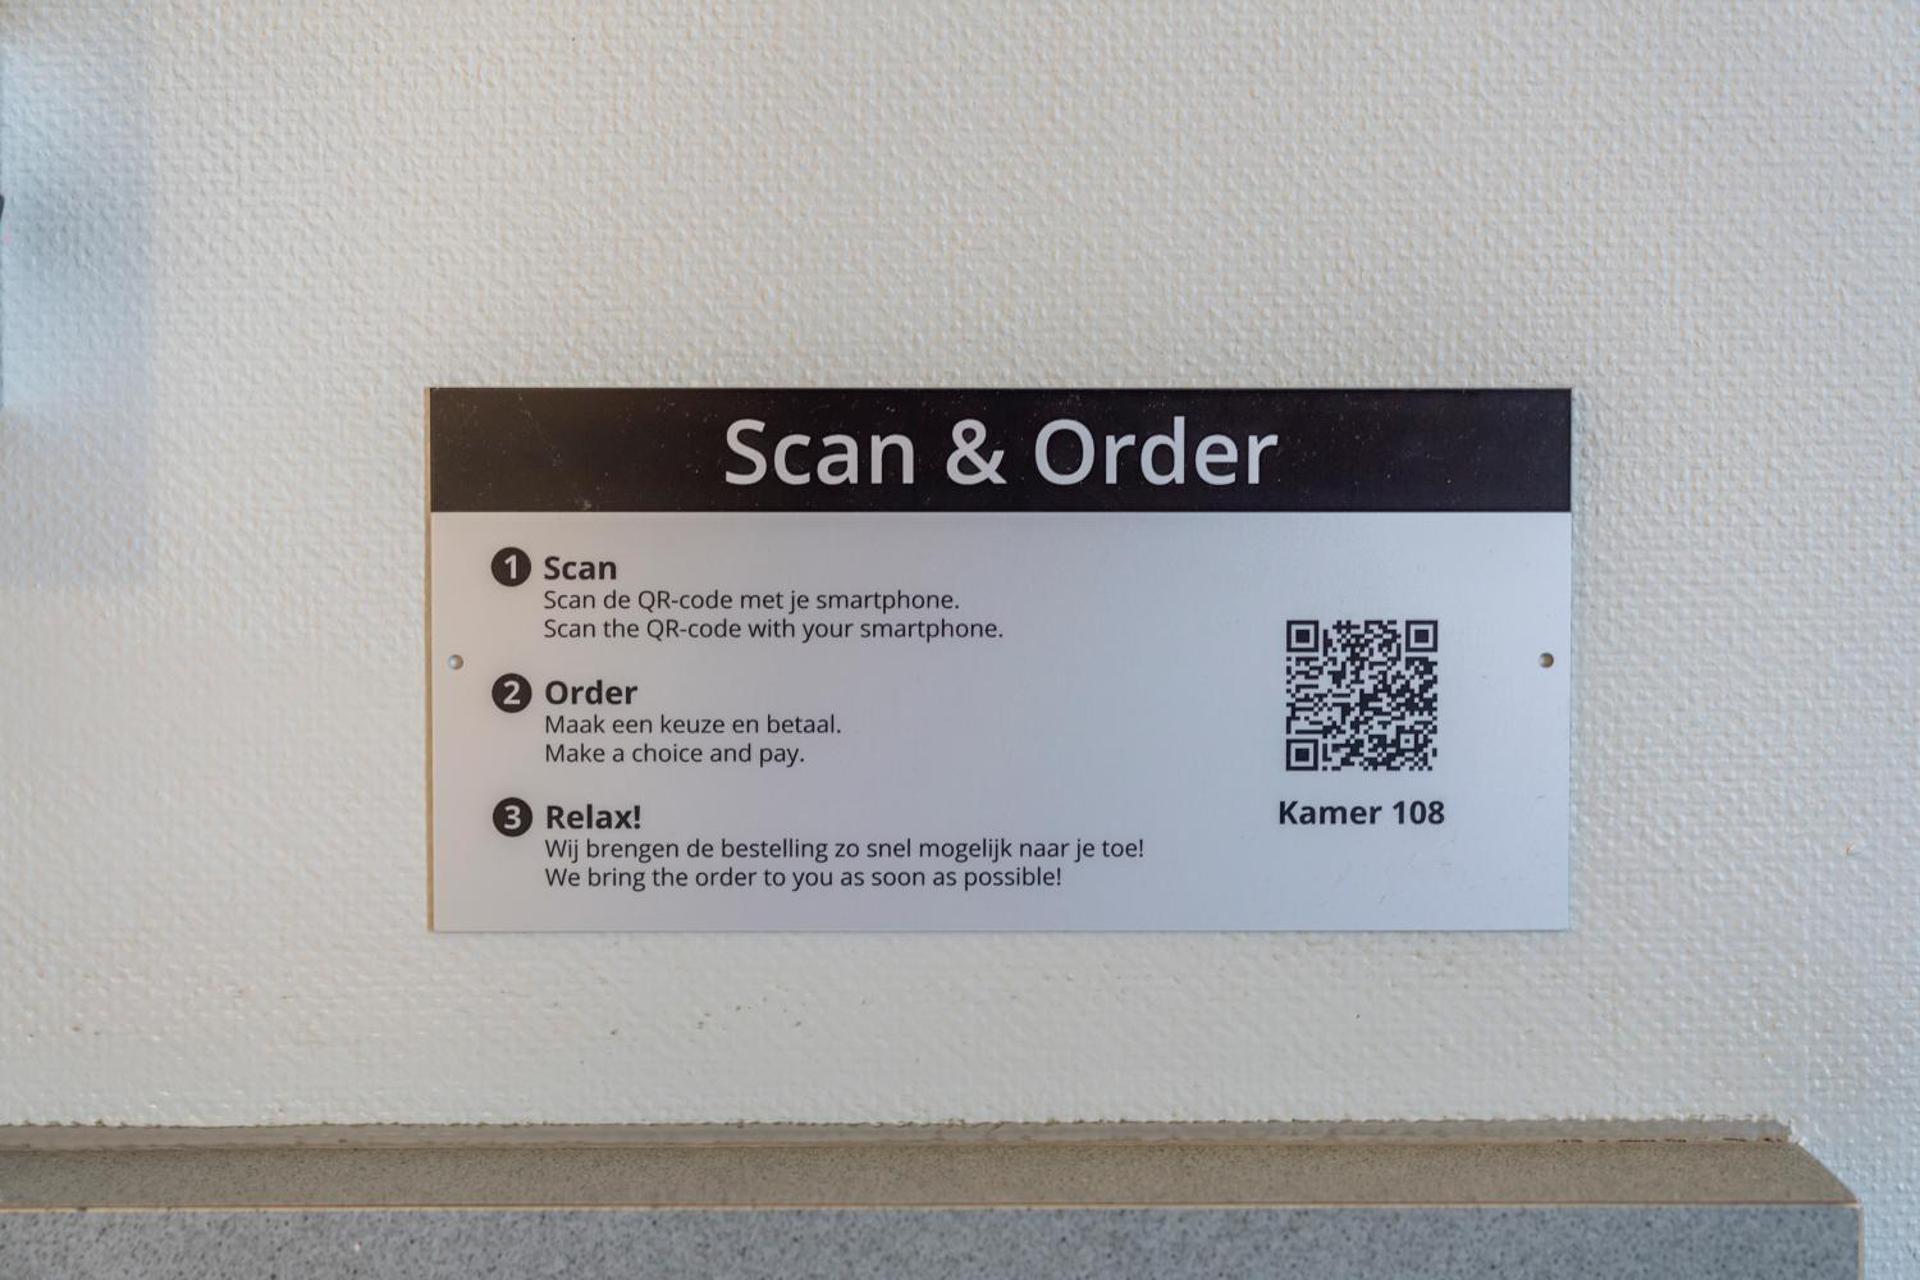 Scan & Order
1 Scan
Scan de QR-code met je smartphone.
Scan the QR-code with your smartphone.
2 Order
Maak een keuze en betaal.
Make a choice and pay.
3 Relax!
Wij brengen de bestelling zo snel mogelijk naar je toe!
We bring the order to you as soon as possible!
Kamer 108